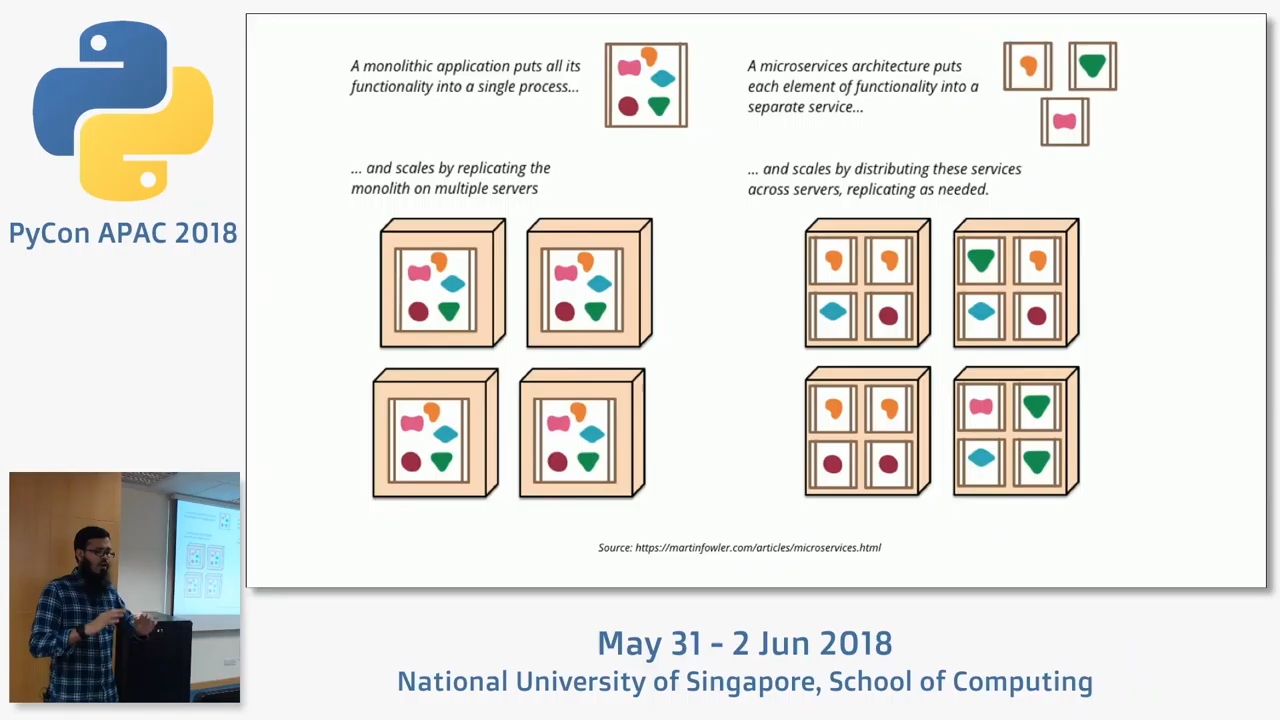 PyCon APAC 2018
A monolithic application puts all its
functionality into a single process...
... and scales by replicating the
monolith on multiple servers
A microservices architecture puts
each element of functionality into a
separate service...
... and scales by distributing these services
across servers, replicating as needed.
Source: https://martinfowler.com/articles/microservices.html
May 31 - 2 Jun 2018
National University of Singapore, School of Computing